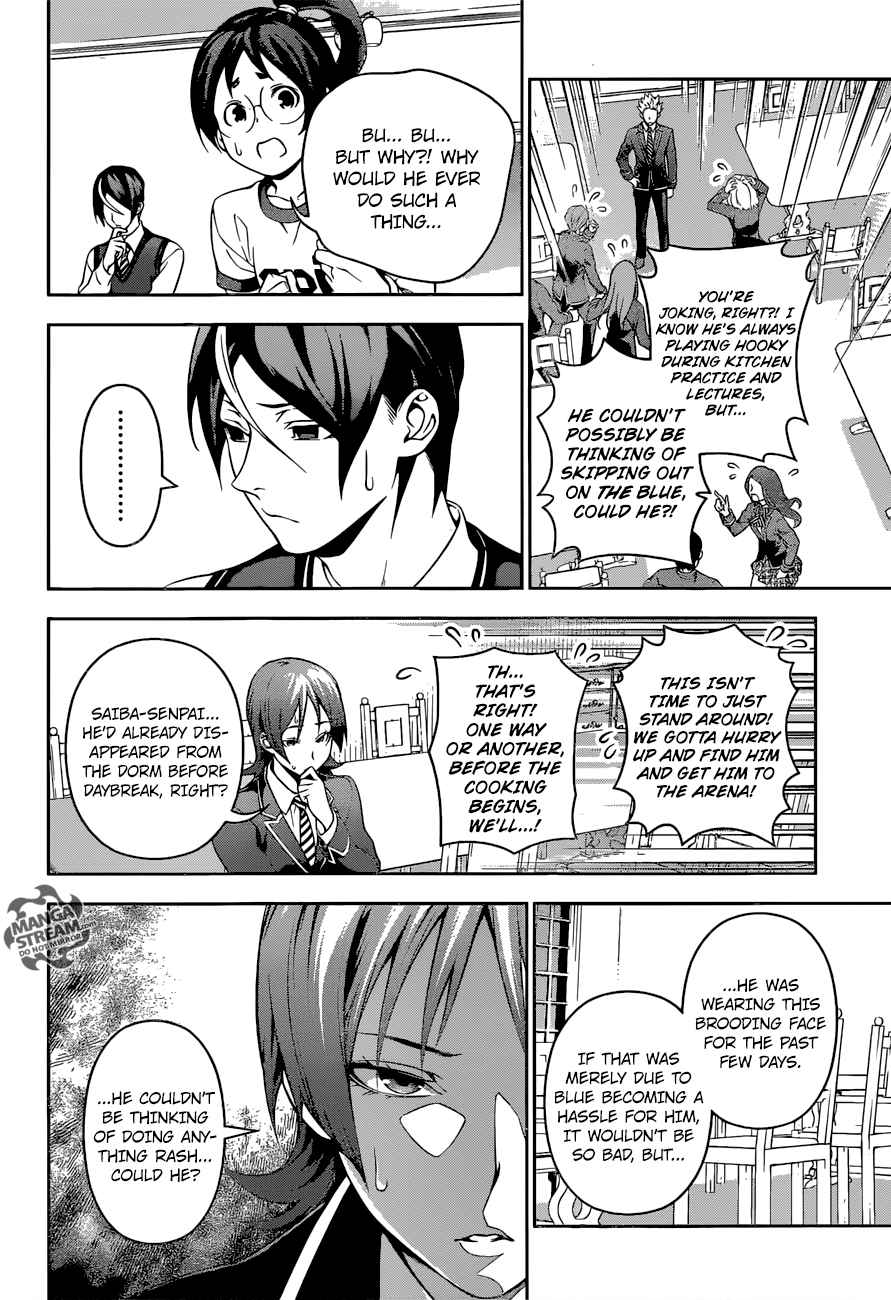 YOU'RE
JOKING, RIGHT?! I
KNOW HE'S ALWAYS
PLAYING HOOKY
DURING KITCHEN
PRACTICE AND
LECTURES,
BUT...
HE COULDN'T
POSSIBLY BE
THINKING OF
SKIPPING OUT
ON THE BLUE,
COULD HE?!
BU... BU...
BUT WHY?! WHY
WOULD HE EVER
DO SUCH A
THING...
.........
THIS ISN'T
TIME TO JUST
STAND AROUND!
WE GOTTA HURRY
UP AND FIND HIM
AND GET HIM TO
THE ARENA!
TH...
THAT'S
RIGHT!
ONE WAY
OR ANOTHER,
BEFORE THE
COOKING
BEGINS,
WE'LL...!
SAIBA-SENPAI...
HE'D ALREADY DIS-
APPEARED FROM
THE DORM BEFORE
DAYBREAK, RIGHT?
...HE WAS
WEARING THIS
BROODING FACE
FOR THE PAST
FEW DAYS.
IF THAT WAS
MERELY DUE TO
BLUE BECOMING A
HASSLE FOR HIM,
IT WOULDN'T BE
SO BAD, BUT...
...HE COULDN'T
BE THINKING
OF DOING ANY-
THING RASH...
COULD HE?
MANGA
STREAM
DO NOT MIRROR